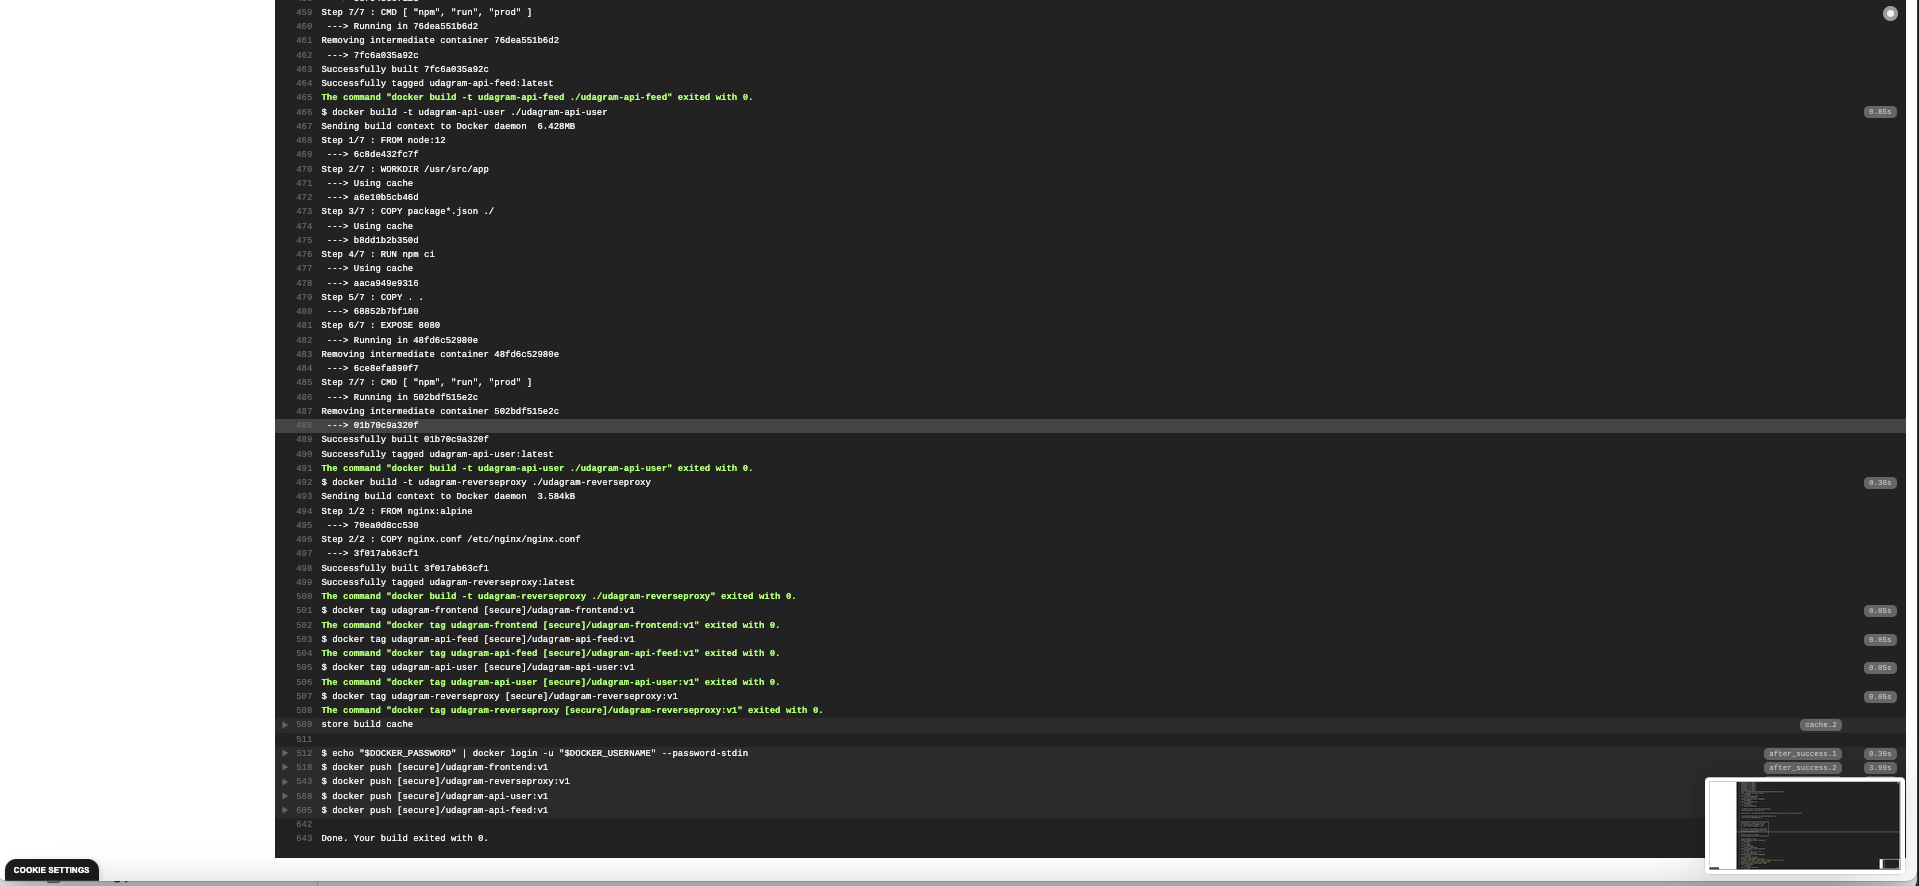 459 Step 7/7 : CMD [ "npm", "run", "prod" ]
460 ---> Running in 76dea551b6d2
461 Removing intermediate container 76dea551b6d2
462 ---> 7fc6a035a92c
463 Successfully built 7fc6a035a92c
464 Successfully tagged udagram-api-feed:latest
465 The command "docker build -t udagram-api-feed ./udagram-api-feed" exited with 0.
466 $ docker build -t udagram-api-user ./udagram-api-user 0.85s
467 Sending build context to Docker daemon 6.428MB
468 Step 1/7 : FROM node:12
469 ---> 6c8de432fc7f
470 Step 2/7 : WORKDIR /usr/src/app
471 ---> Using cache
472 ---> a6e10b5cb46d
473 Step 3/7 : COPY package*.json ./
474 ---> Using cache
475 ---> b8dd1b2b350d
476 Step 4/7 : RUN npm ci
477 ---> Using cache
478 ---> aaca949e9316
479 Step 5/7 : COPY . .
480 ---> 68852b7bf180
481 Step 6/7 : EXPOSE 8080
482 ---> Running in 48fd6c52980e
483 Removing intermediate container 48fd6c52980e
484 ---> 6ce8efa890f7
485 Step 7/7 : CMD [ "npm", "run", "prod" ]
486 ---> Running in 502bdf515e2c
487 Removing intermediate container 502bdf515e2c
488 ---> 01b70c9a320f
489 Successfully built 01b70c9a320f
490 Successfully tagged udagram-api-user:latest
491 The command "docker build -t udagram-api-user ./udagram-api-user" exited with 0.
492 $ docker build -t udagram-reverseproxy ./udagram-reverseproxy 0.36s
493 Sending build context to Docker daemon 3.584kB
494 Step 1/2 : FROM nginx:alpine
495 ---> 70ea0d8cc530
496 Step 2/2 : COPY nginx.conf /etc/nginx/nginx.conf
497 ---> 3f017ab63cf1
498 Successfully built 3f017ab63cf1
499 Successfully tagged udagram-reverseproxy:latest
500 The command "docker build -t udagram-reverseproxy ./udagram-reverseproxy" exited with 0.
501 $ docker tag udagram-frontend [secure]/udagram-frontend:v1 0.05s
502 The command "docker tag udagram-frontend [secure]/udagram-frontend:v1" exited with 0.
503 $ docker tag udagram-api-feed [secure]/udagram-api-feed:v1 0.05s
504 The command "docker tag udagram-api-feed [secure]/udagram-api-feed:v1" exited with 0.
505 $ docker tag udagram-api-user [secure]/udagram-api-user:v1 0.05s
506 The command "docker tag udagram-api-user [secure]/udagram-api-user:v1" exited with 0.
507 $ docker tag udagram-reverseproxy [secure]/udagram-reverseproxy:v1 0.05s
508 The command "docker tag udagram-reverseproxy [secure]/udagram-reverseproxy:v1" exited with 0.
509 store build cache cache.2
511
512 $ echo "$DOCKER_PASSWORD" | docker login -u "$DOCKER_USERNAME" --password-stdin after_success.1 0.30s
518 $ docker push [secure]/udagram-frontend:v1 after_success.2 3.99s
543 $ docker push [secure]/udagram-reverseproxy:v1
568 $ docker push [secure]/udagram-api-user:v1
605 $ docker push [secure]/udagram-api-feed:v1
642
643 Done. Your build exited with 0.
COOKIE SETTINGS